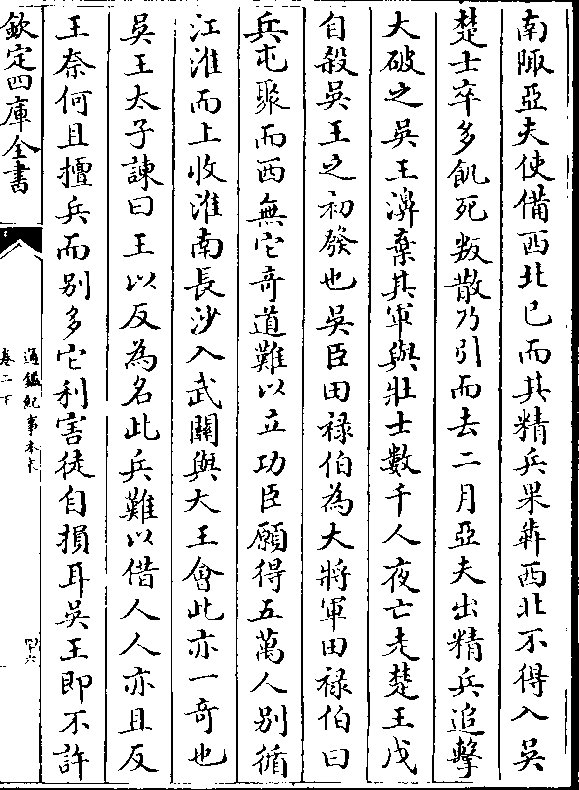 南陬亞夫使備西北已而其精兵果犇西北不得入吳
楚士卒多飢死叛散乃引而去二月亞夫出精兵追擊
大破之吳王濞棄其軍與壯士數千人夜亡走楚王戊
自殺吳王之初發也吳臣田祿伯為大將軍田祿伯曰
兵屯聚而西無它奇道難以立功臣願得五萬人別循
江淮而上收淮南長沙入武關與大王會此亦一奇也
吳王太子諫曰王以反為名此兵難以借人人亦且反
王奈何且擅兵而別多它利害徒自損耳吳王即不許
欽定四庫全書
通鑑紀事本末
卷二下
四六